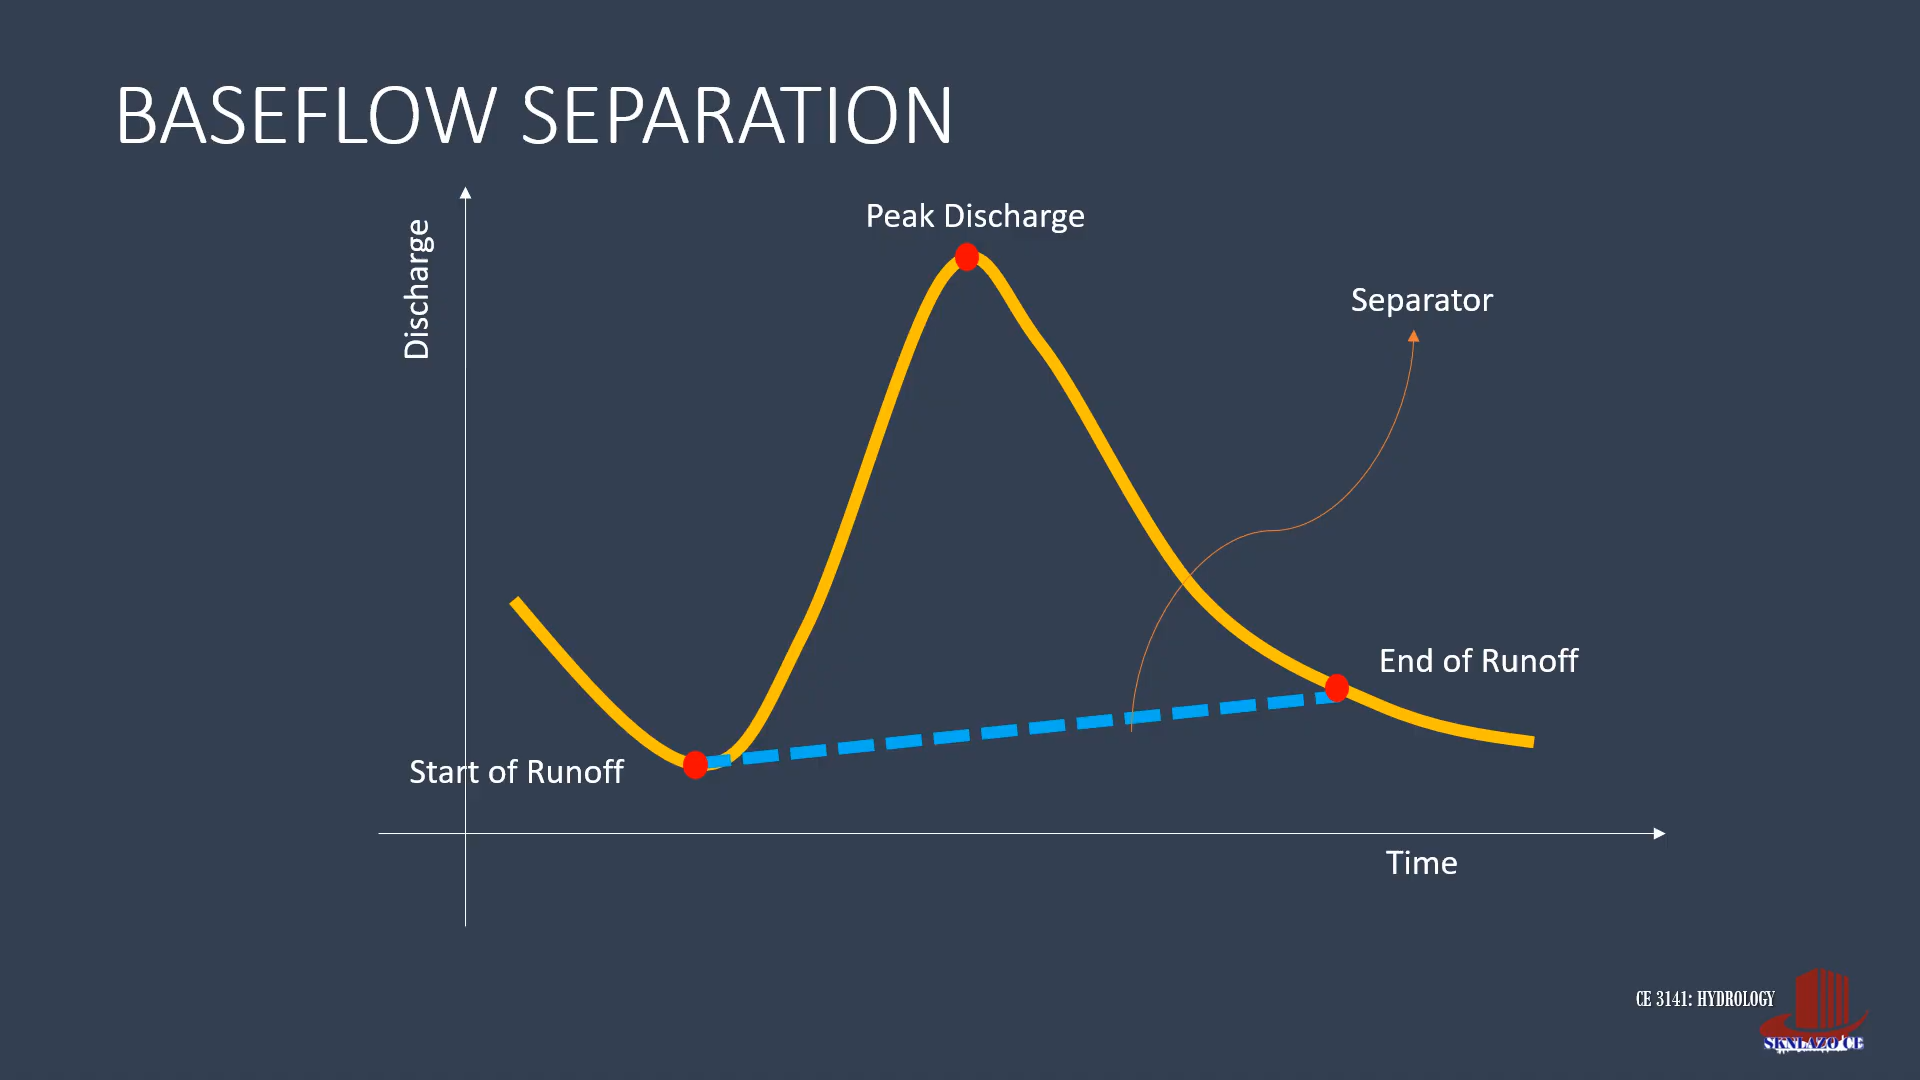 BASEFLOW SEPARATION
Discharge
Peak Discharge
Separator
End of Runoff
Start of Runoff
Time
CE 3141: HYDROLOGY